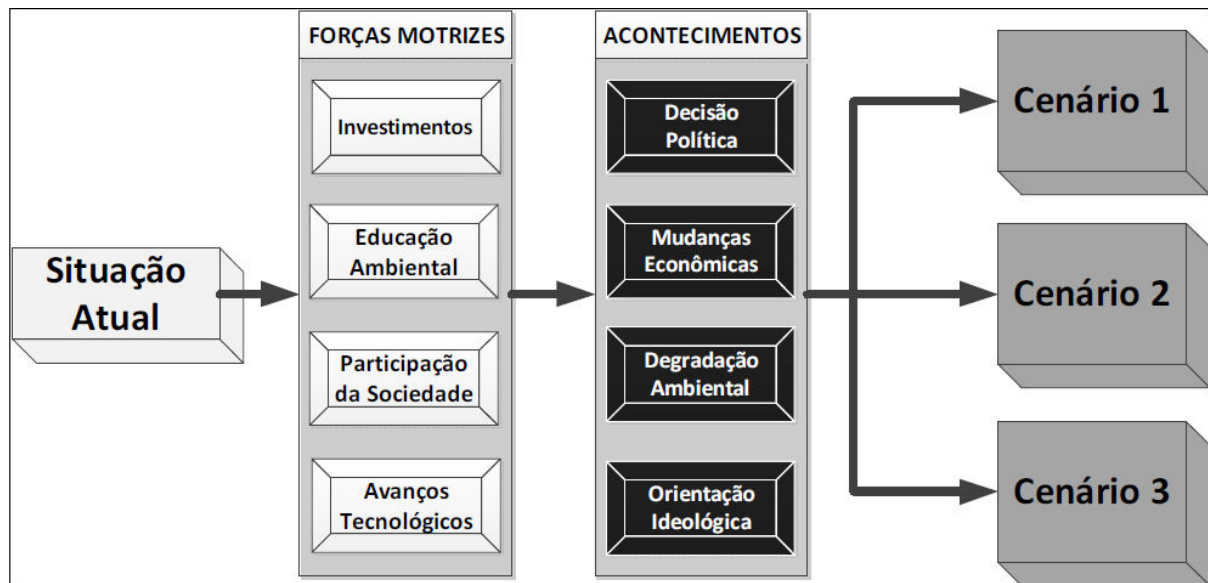 Situação
Atual
FORÇAS MOTRIZES
Investimentos
Educação
Ambiental
Participação
da Sociedade
Avanços
Tecnológicos
ACONTECIMENTOS
Decisão
Política
Mudanças
Econômicas
Degradação
Ambiental
Orientação
Ideológica
Cenário 1
Cenário 2
Cenário 3